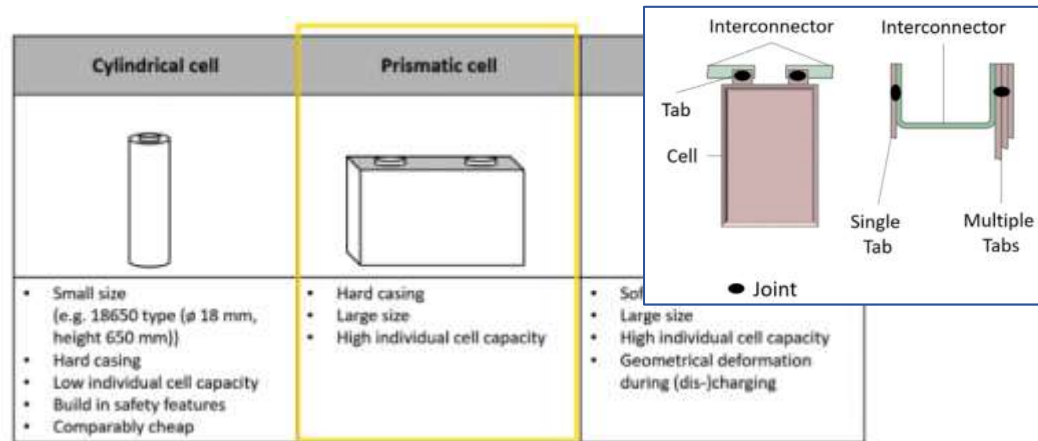 Cylindrical cell
Prismatic cell
• Small size
(e.g. 18650 type (ø 18 mm,
height 650 mm))
• Hard casing
• Low individual cell capacity
• Build in safety features
• Comparably cheap
• Hard casing
• Large size
• High individual cell capacity
• Sof
• Large size
• High individual cell capacity
• Geometrical deformation
during (dis-)charging
Interconnector
Interconnector
Tab
Cell
Single
Tab
Multiple
Tabs
Joint